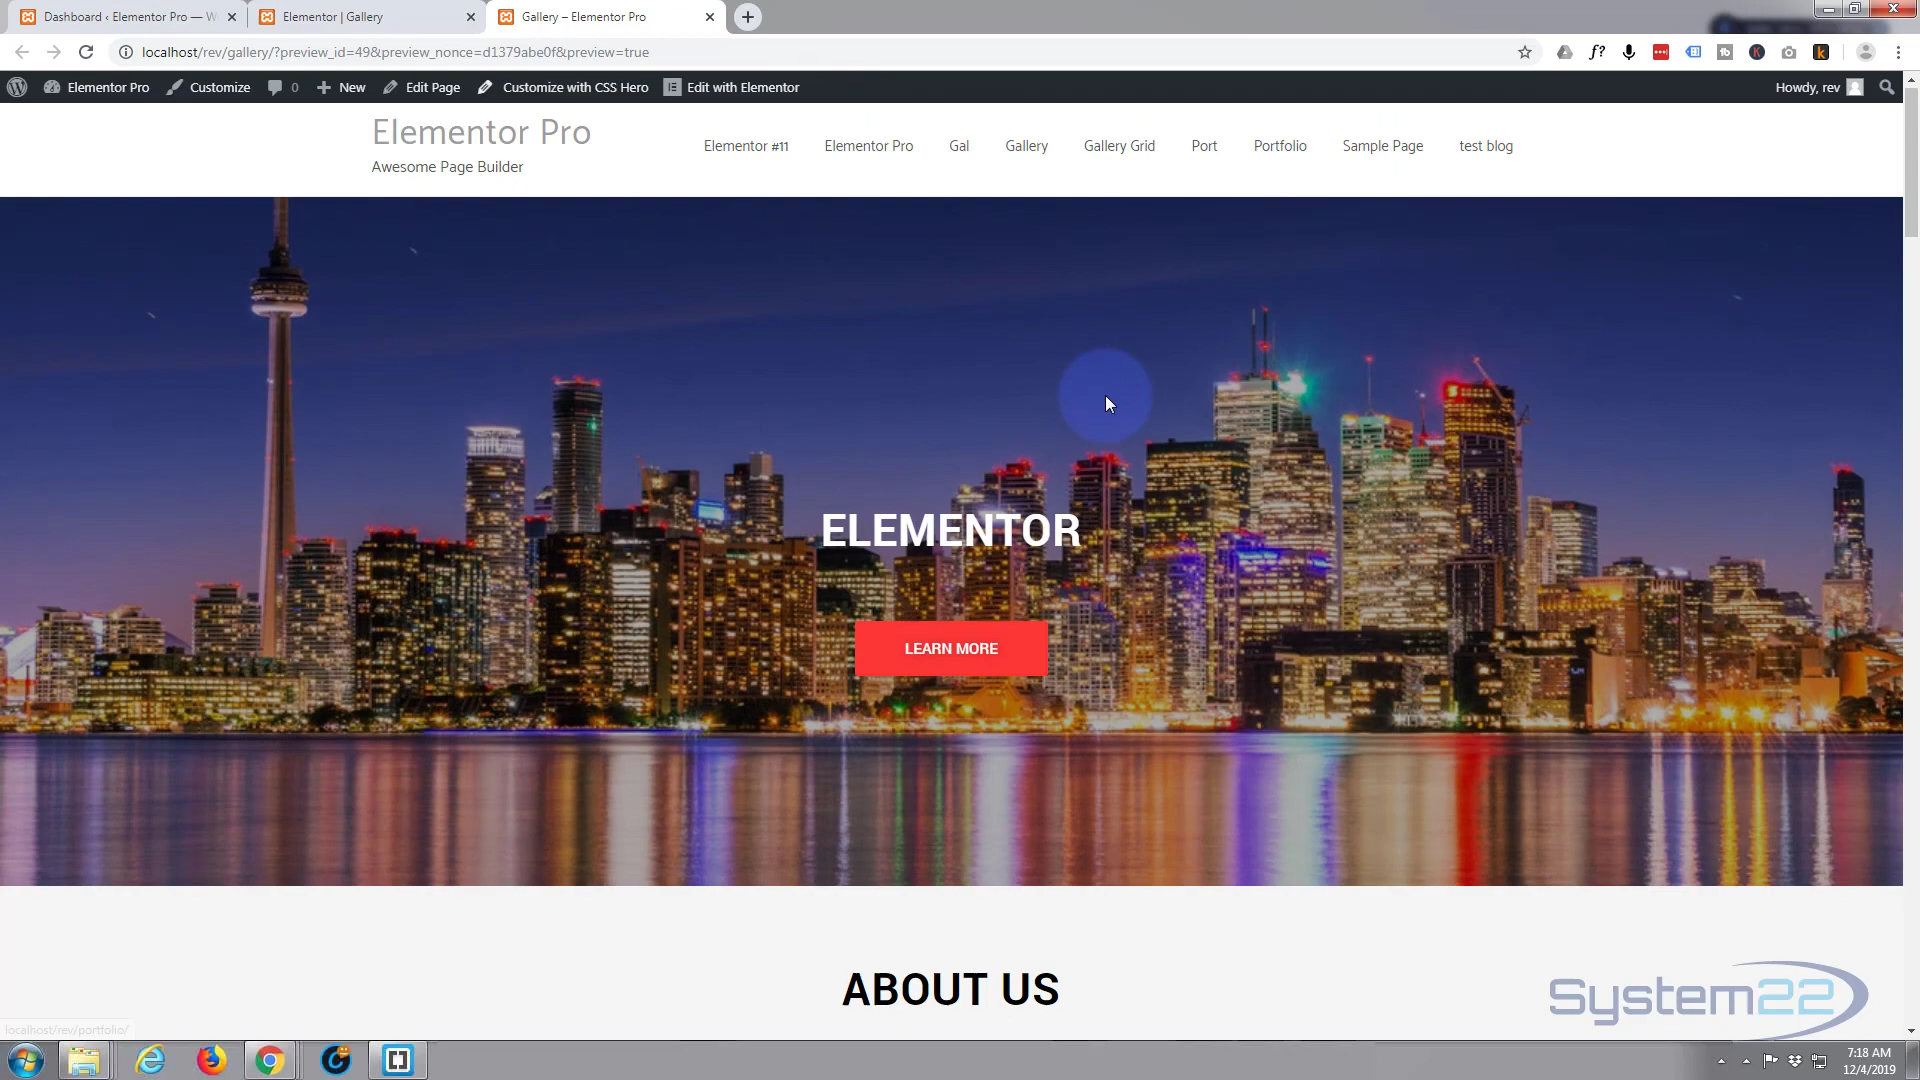 Dashboard ‹ Elementor Pro — W
Elementor | Gallery
Gallery – Elementor Pro
localhost/rev/gallery/?preview_id=49&preview_nonce=d1379abe0f&preview=true
Elementor Pro
Customize
0
New
Edit Page
Customize with CSS Hero
Edit with Elementor
Howdy, rev
Elementor Pro
Awesome Page Builder
Elementor #11
Elementor Pro
Gal
Gallery
Gallery Grid
Port
Portfolio
Sample Page
test blog
ELEMENTOR
LEARN MORE
ABOUT US
System22
localhost/rev/portfolio/
7:18 AM
12/4/2019